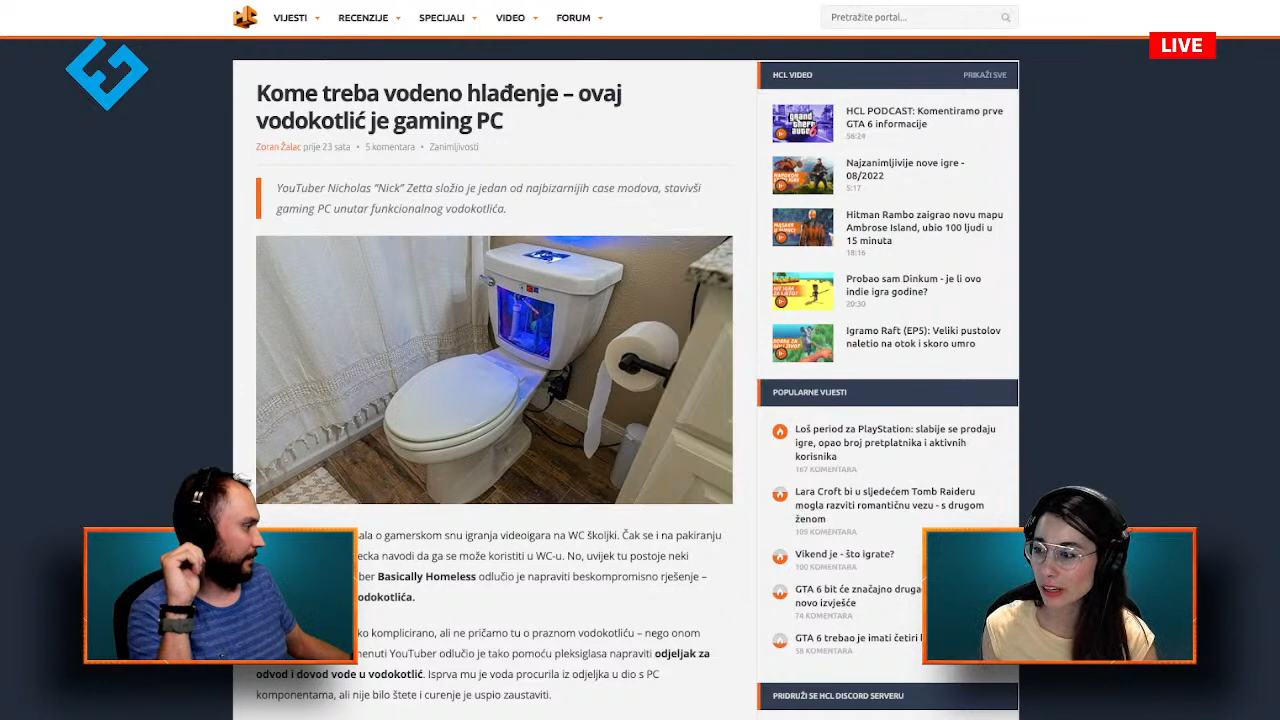 VIJESTI
RECENZIJE
SPECIJALI
VIDEO
FORUM
Pretražite portal...
LIVE
Kome treba vodeno hlađenje – ovaj
vodokotlić je gaming PC
Zoran Žalac prije 23 sata • 5 komentara • Zanimljivosti
YouTuber Nicholas “Nick” Zetta složio je jedan od najbizarnijih case modova, stavivši
gaming PC unutar funkcionalnog vodokotlića.
ala o gamerskom snu igranja videoigara na WC školjki. Čak se i na pakiranju
ecka navodi da ga se može koristiti u WC-u. No, uvijek tu postoje neki
ber Basically Homeless odlučio je napraviti beskompromisno rješenje –
odokotlića.
ko komplicirano, ali ne pričamo tu o praznom vodokotliću – nego onom
menuti YouTuber odlučio je tako pomoću pleksiglasa napraviti odjeljak za
odvod i dovod vode u vodokotlić. Isprva mu je voda procurila iz odjeljka u dio s PC
komponentama, ali nije bilo štete i curenje je uspio zaustaviti.
HCL VIDEO
PRIKAŽI SVE
HCL PODCAST: Komentiramo prve
GTA 6 informacije
56:24
Najzanimljivije nove igre -
08/2022
5:17
Hitman Rambo zaigrao novu mapu
Ambrose Island, ubio 100 ljudi u
15 minuta
18:16
Probao sam Dinkum - je li ovo
indie igra godine?
20:30
Igramo Raft (EP5): Veliki pustolov
naletio na otok i skoro umro
POPULARNE VIJESTI
Loš period za PlayStation: slabije se prodaju
igre, opao broj pretplatnika i aktivnih
korisnika
167 KOMENTARA
Lara Croft bi u sljedećem Tomb Raideru
mogla razviti romantičnu vezu - s drugom
ženom
109 KOMENTARA
Vikend je - što igrate?
100 KOMENTARA
GTA 6 bit će značajno druga
novo izvješće
74 KOMENTARA
GTA 6 trebao je imati četiri
58 KOMENTARA
PRIDRUŽI SE HCL DISCORD SERVERU